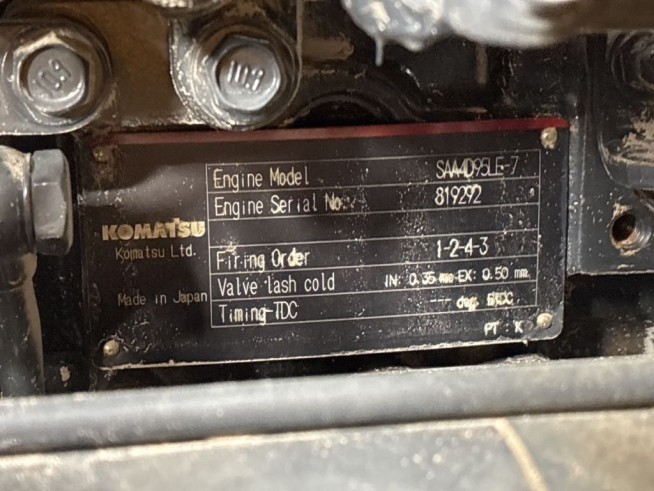 10.9
10.9
Engine Model SAA4D95LE-7
Engine Serial No. 819292
KOMATSU
Komatsu Ltd.
Firing Order 1-2-4-3
Valve lash cold IN: 0.35 mm EX: 0.50 mm
Made in Japan
Timing-TDC --- deg. BTDC
PT : K